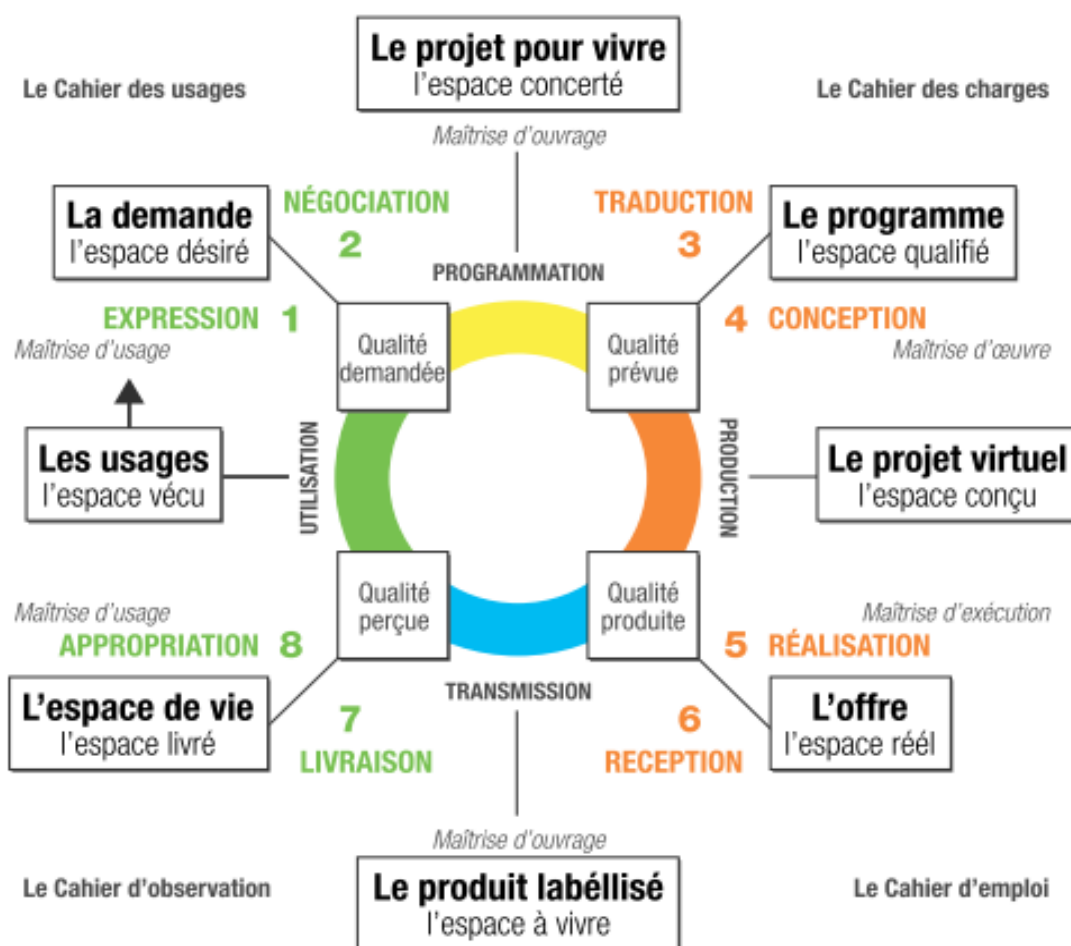 Le projet pour vivre
l'espace concerté
Le Cahier des usages
Le Cahier des charges
Maîtrise d'ouvrage
La demande
l'espace désiré
NÉGOCIATION
2
TRADUCTION
3
Le programme
l'espace qualifié
PROGRAMMATION
EXPRESSION 1
Maîtrise d'usage
Qualité
demandée
Qualité
prévue
4 CONCEPTION
Maîtrise d'œuvre
Les usages
l'espace vécu
UTILISATION
PRODUCTION
Le projet virtuel
l'espace conçu
Maîtrise d'usage
APPROPRIATION 8
Qualité
perçue
Qualité
produite
Maîtrise d'exécution
5 RÉALISATION
L'espace de vie
l'espace livré
7
LIVRAISON
TRANSMISSION
6
RECEPTION
L'offre
l'espace réél
Maîtrise d'ouvrage
Le Cahier d'observation
Le produit labéllisé
l'espace à vivre
Le Cahier d'emploi